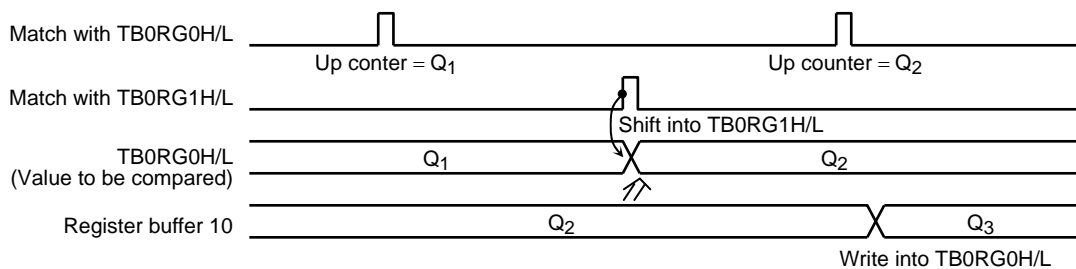 Match with TB0RG0H/L
Up conter = Q1
Up counter = Q2
Match with TB0RG1H/L
Shift into TB0RG1H/L
TB0RG0H/L
(Value to be compared)
Q1
Q2
Register buffer 10
Q2
Q3
Write into TB0RG0H/L